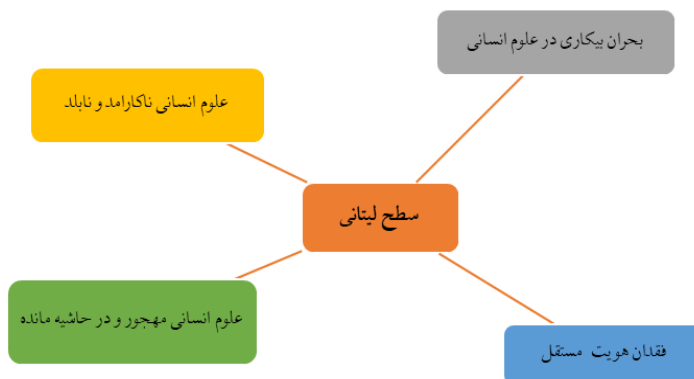 بحران بیکاری در علوم انسانی
علوم انسانی ناکارامد و نابلد
سطح لیتانی
علوم انسانی مهجور و در حاشیه مانده
فقدان هویت مستقل